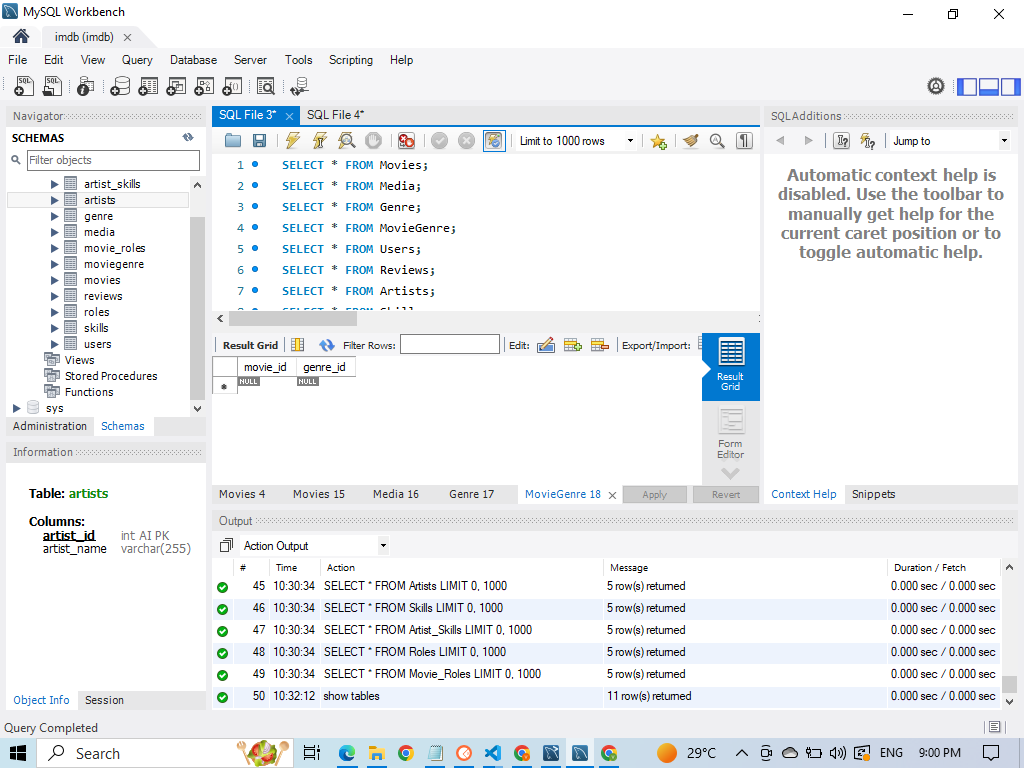 MySQL Workbench
imdb (imdb)
File Edit View Query Database Server Tools Scripting Help
Navigator
SCHEMAS
Filter objects
artist_skills
artists
genre
media
movie_roles
moviegenre
movies
reviews
roles
skills
users
Views
Stored Procedures
Functions
sys
Administration Schemas
Information
Table: artists
Columns:
artist_id int AI PK
artist_name varchar(255)
Object Info Session
SQL File 3* SQL File 4*
Limit to 1000 rows
1 SELECT * FROM Movies;
2 SELECT * FROM Media;
3 SELECT * FROM Genre;
4 SELECT * FROM MovieGenre;
5 SELECT * FROM Users;
6 SELECT * FROM Reviews;
7 SELECT * FROM Artists;
Result Grid Filter Rows: Edit: Export/Import:
movie_id genre_id
NULL NULL
Result Grid
Form Editor
Movies 4 Movies 15 Media 16 Genre 17 MovieGenre 18 Apply Revert
SQLAdditions
Jump to
Automatic context help is
disabled. Use the toolbar to
manually get help for the
current caret position or to
toggle automatic help.
Context Help Snippets
Output
Action Output
# Time Action Message Duration / Fetch
45 10:30:34 SELECT * FROM Artists LIMIT 0, 1000 5 row(s) returned 0.000 sec / 0.000 sec
46 10:30:34 SELECT * FROM Skills LIMIT 0, 1000 5 row(s) returned 0.000 sec / 0.000 sec
47 10:30:34 SELECT * FROM Artist_Skills LIMIT 0, 1000 5 row(s) returned 0.000 sec / 0.000 sec
48 10:30:34 SELECT * FROM Roles LIMIT 0, 1000 5 row(s) returned 0.000 sec / 0.000 sec
49 10:30:34 SELECT * FROM Movie_Roles LIMIT 0, 1000 5 row(s) returned 0.000 sec / 0.000 sec
50 10:32:12 show tables 11 row(s) returned 0.000 sec / 0.000 sec
Query Completed
Search 29°C ENG 9:00 PM